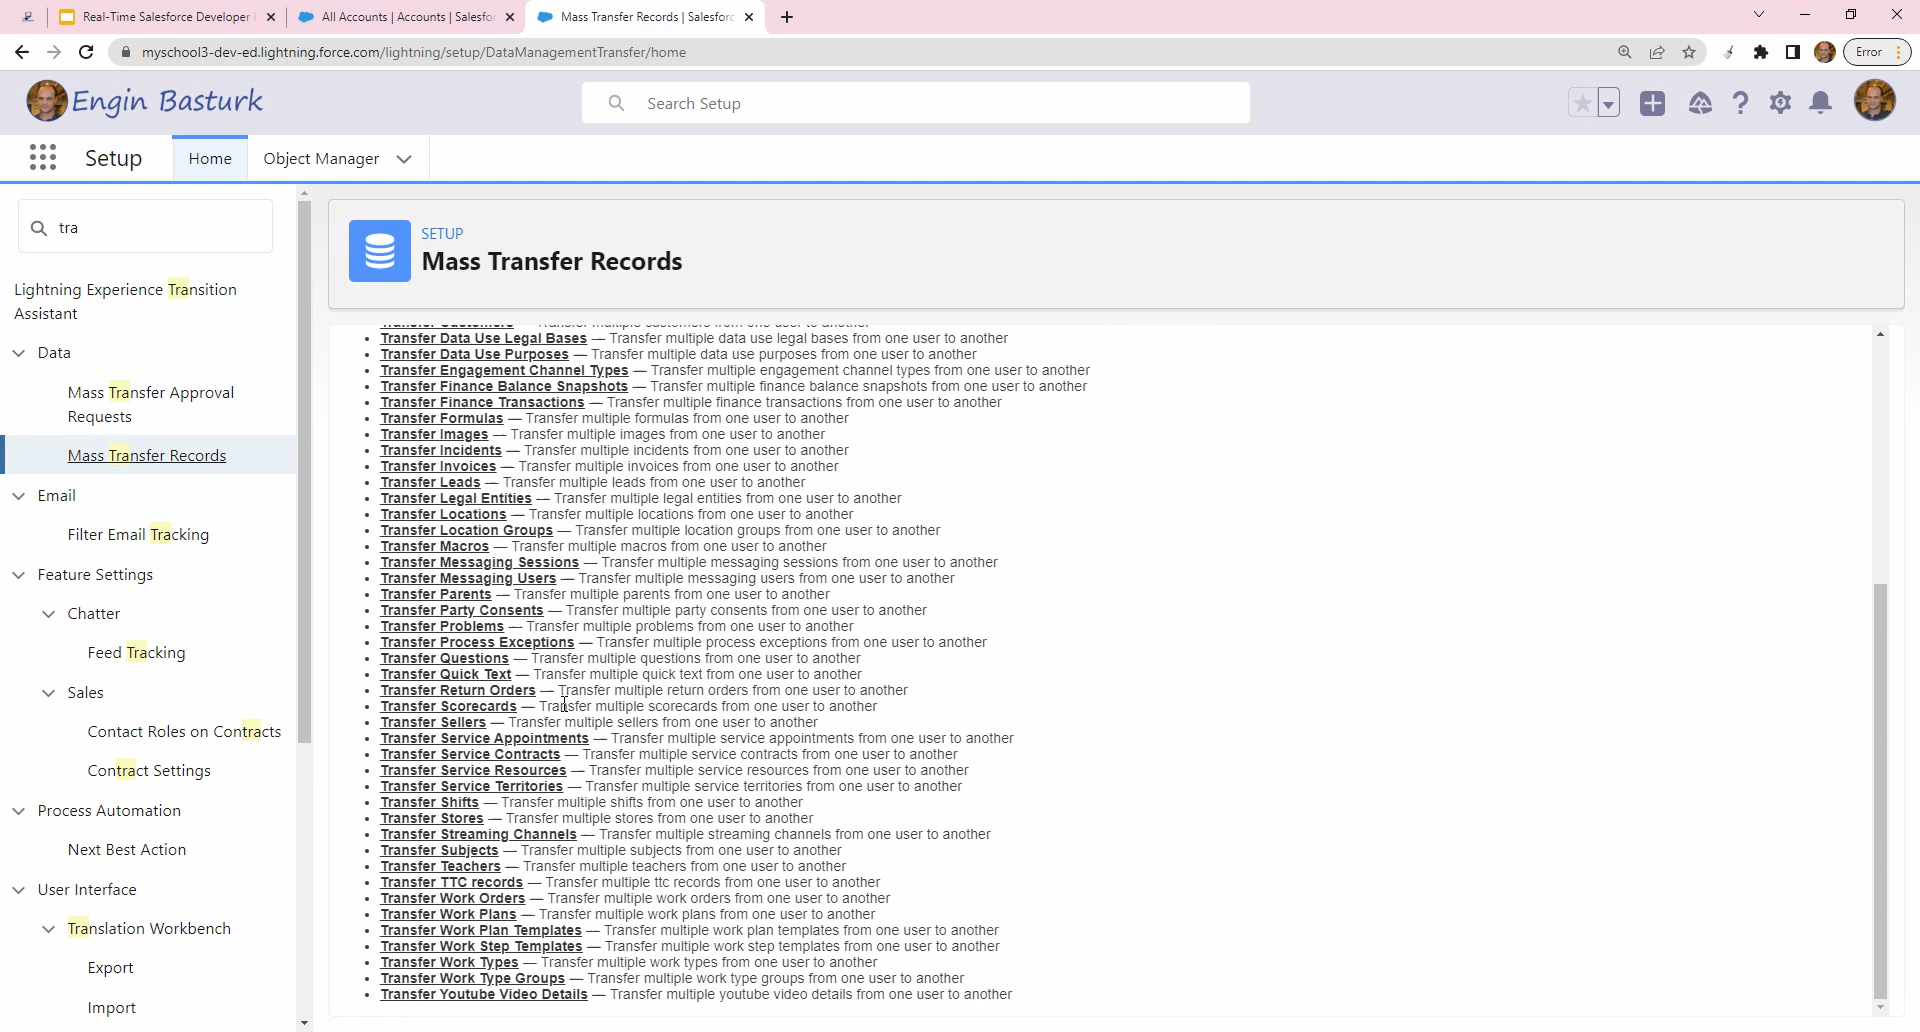 Real-Time Salesforce Developer
All Accounts | Accounts | Salesfor
Mass Transfer Records | Salesforc
myschool3-dev-ed.lightning.force.com/lightning/setup/DataManagementTransfer/home
Error
Engin Basturk
Search Setup
Setup
Home
Object Manager
tra
Lightning Experience Transition
Assistant
Data
Mass Transfer Approval
Requests
Mass Transfer Records
Email
Filter Email Tracking
Feature Settings
Chatter
Feed Tracking
Sales
Contact Roles on Contracts
Contract Settings
Process Automation
Next Best Action
User Interface
Translation Workbench
Export
Import
SETUP
Mass Transfer Records
Transfer Customers — Transfer multiple customers from one user to another
Transfer Data Use Legal Bases — Transfer multiple data use legal bases from one user to another
Transfer Data Use Purposes — Transfer multiple data use purposes from one user to another
Transfer Engagement Channel Types — Transfer multiple engagement channel types from one user to another
Transfer Finance Balance Snapshots — Transfer multiple finance balance snapshots from one user to another
Transfer Finance Transactions — Transfer multiple finance transactions from one user to another
Transfer Formulas — Transfer multiple formulas from one user to another
Transfer Images — Transfer multiple images from one user to another
Transfer Incidents — Transfer multiple incidents from one user to another
Transfer Invoices — Transfer multiple invoices from one user to another
Transfer Leads — Transfer multiple leads from one user to another
Transfer Legal Entities — Transfer multiple legal entities from one user to another
Transfer Locations — Transfer multiple locations from one user to another
Transfer Location Groups — Transfer multiple location groups from one user to another
Transfer Macros — Transfer multiple macros from one user to another
Transfer Messaging Sessions — Transfer multiple messaging sessions from one user to another
Transfer Messaging Users — Transfer multiple messaging users from one user to another
Transfer Parents — Transfer multiple parents from one user to another
Transfer Party Consents — Transfer multiple party consents from one user to another
Transfer Problems — Transfer multiple problems from one user to another
Transfer Process Exceptions — Transfer multiple process exceptions from one user to another
Transfer Questions — Transfer multiple questions from one user to another
Transfer Quick Text — Transfer multiple quick text from one user to another
Transfer Return Orders — Transfer multiple return orders from one user to another
Transfer Scorecards — Transfer multiple scorecards from one user to another
Transfer Sellers — Transfer multiple sellers from one user to another
Transfer Service Appointments — Transfer multiple service appointments from one user to another
Transfer Service Contracts — Transfer multiple service contracts from one user to another
Transfer Service Resources — Transfer multiple service resources from one user to another
Transfer Service Territories — Transfer multiple service territories from one user to another
Transfer Shifts — Transfer multiple shifts from one user to another
Transfer Stores — Transfer multiple stores from one user to another
Transfer Streaming Channels — Transfer multiple streaming channels from one user to another
Transfer Subjects — Transfer multiple subjects from one user to another
Transfer Teachers — Transfer multiple teachers from one user to another
Transfer TTC records — Transfer multiple ttc records from one user to another
Transfer Work Orders — Transfer multiple work orders from one user to another
Transfer Work Plans — Transfer multiple work plans from one user to another
Transfer Work Plan Templates — Transfer multiple work plan templates from one user to another
Transfer Work Step Templates — Transfer multiple work step templates from one user to another
Transfer Work Types — Transfer multiple work types from one user to another
Transfer Work Type Groups — Transfer multiple work type groups from one user to another
Transfer Youtube Video Details — Transfer multiple youtube video details from one user to another